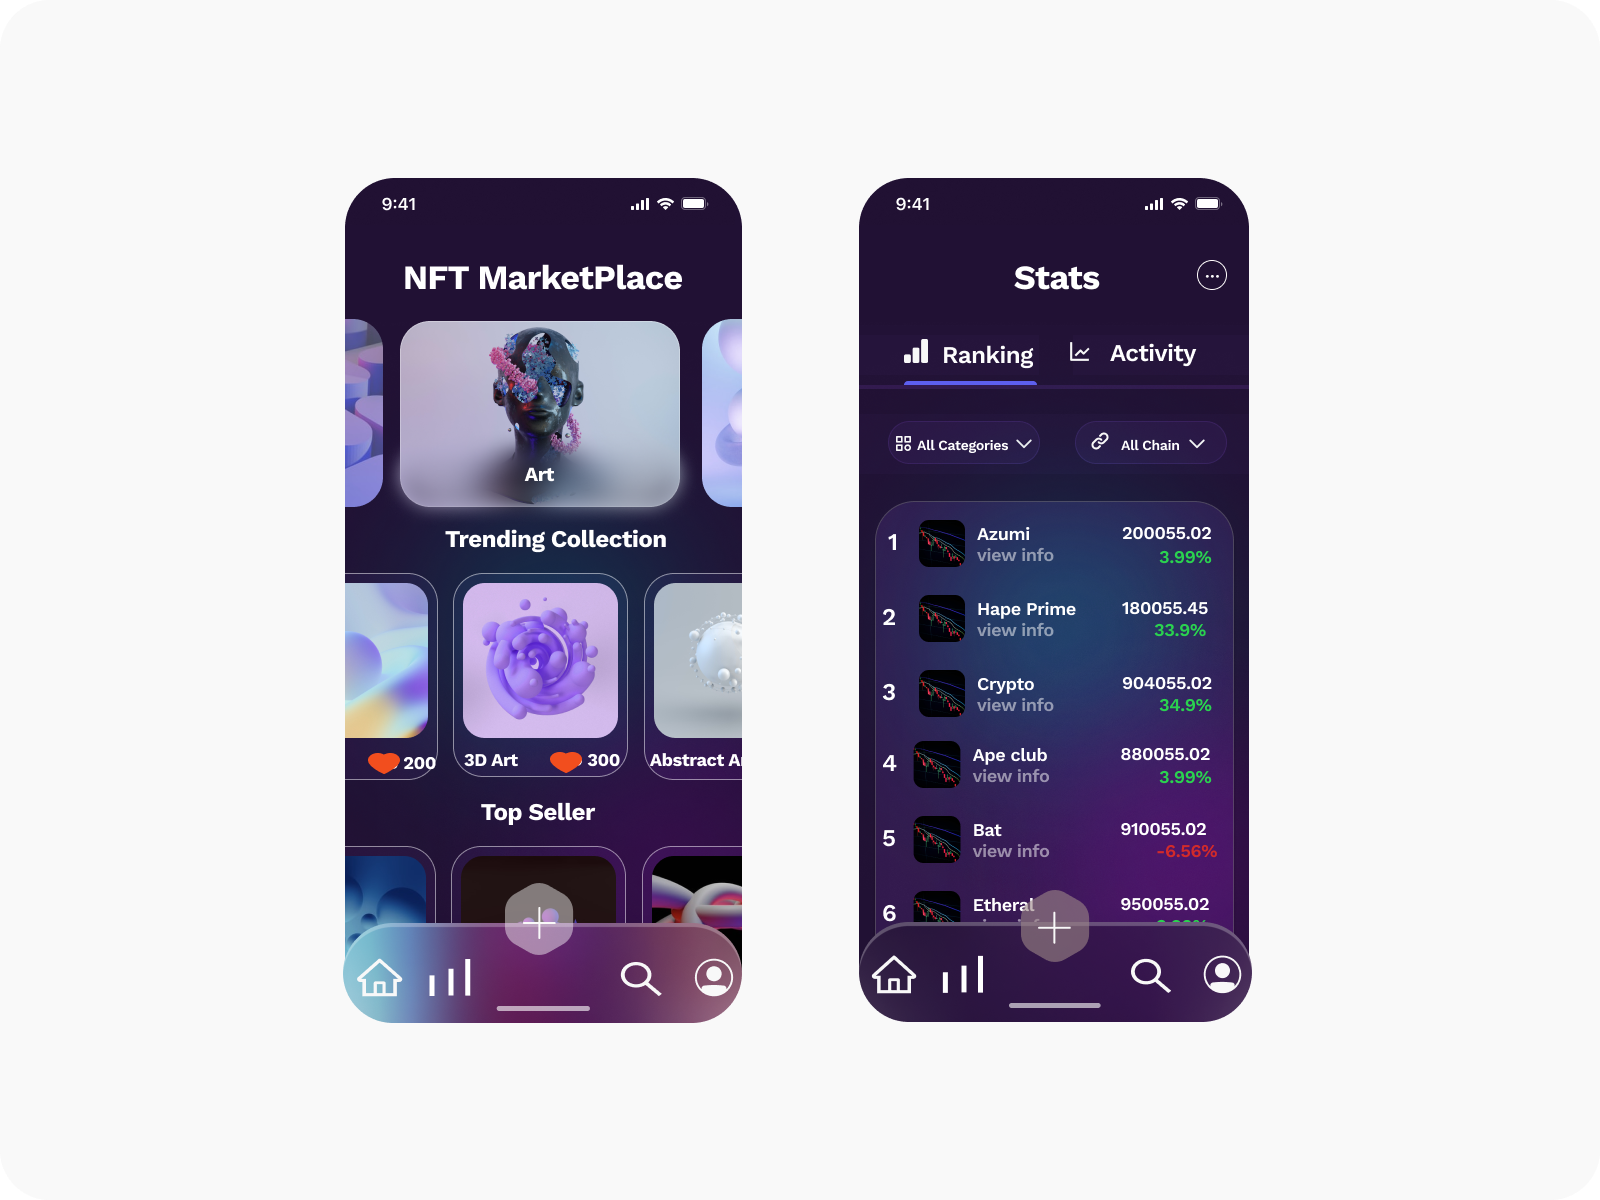 9:41
NFT MarketPlace
Art
Trending Collection
200
3D Art 300
Abstract
Top Seller
9:41
Stats
Ranking Activity
All Categories All Chain
1 Azumi 200055.02
view info 3.99%
2 Hape Prime 180055.45
view info 33.9%
3 Crypto 904055.02
view info 34.9%
4 Ape club 880055.02
view info 3.99%
5 Bat 910055.02
view info -6.56%
6 Etheral 950055.02